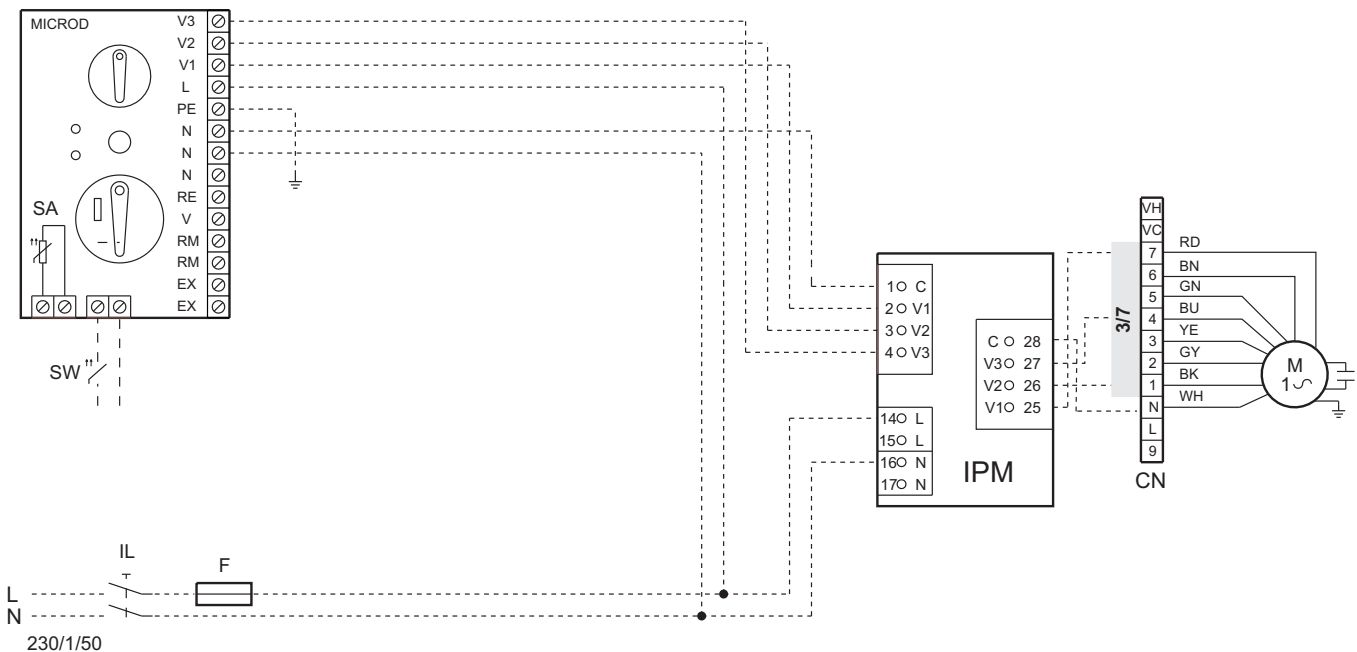 MICROD
V3
V2
V1
L
PE
N
N
N
RE
V
RM
RM
EX
EX
SA
SW
1 C
2 V1
3 V2
4 V3
14 L
15 L
16 N
17 N
C 28
V3 27
V2 26
V1 25
IPM
3/7
VH
VC
7 RD
6 BN
5 GN
4 BU
3 YE
2 GY
1 BK
N WH
L
9
CN
M
1
IL
F
L
N
230/1/50